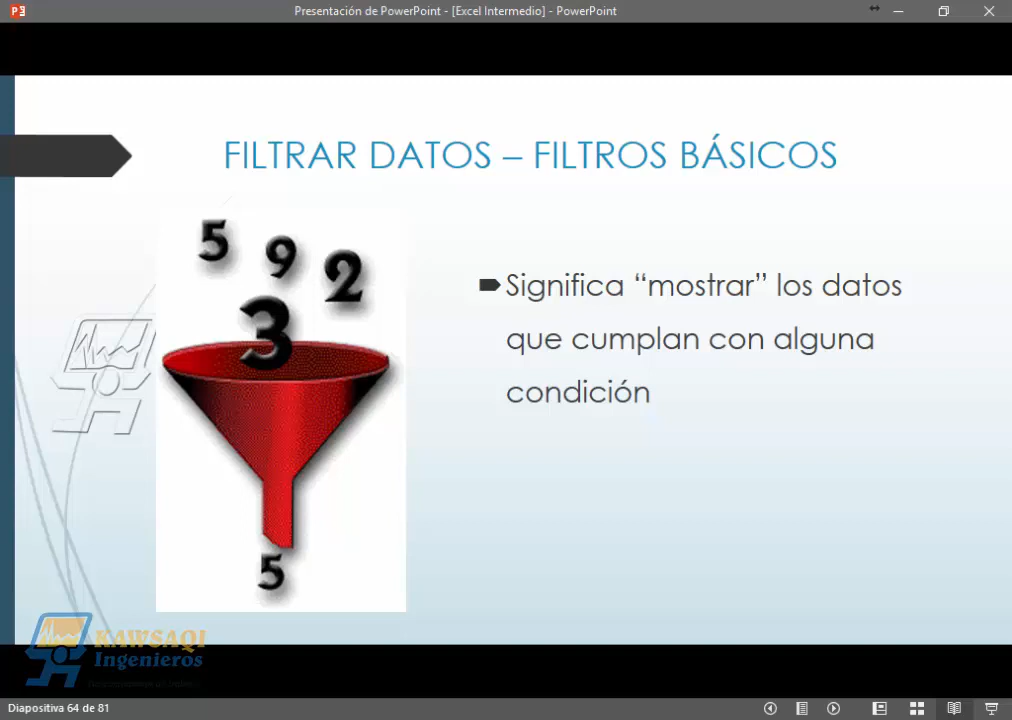 Presentación de PowerPoint - [Excel Intermedio] - PowerPoint
FILTRAR DATOS – FILTROS BÁSICOS
5 9 2
3
5
Significa “mostrar” los datos
que cumplan con alguna
condición
KAWSAQI
Ingenieros
Diapositiva 64 de 81